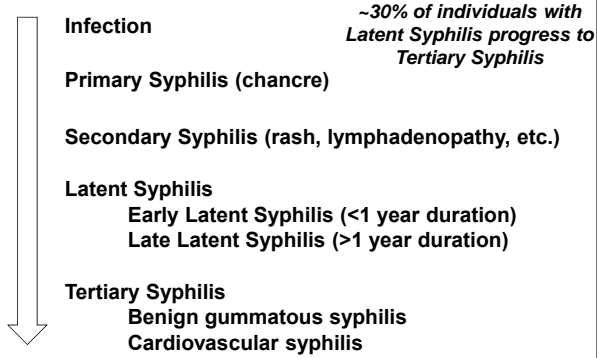 Infection
~30% of individuals with
Latent Syphilis progress to
Tertiary Syphilis
Primary Syphilis (chancre)
Secondary Syphilis (rash, lymphadenopathy, etc.)
Latent Syphilis
Early Latent Syphilis (<1 year duration)
Late Latent Syphilis (>1 year duration)
Tertiary Syphilis
Benign gummatous syphilis
Cardiovascular syphilis